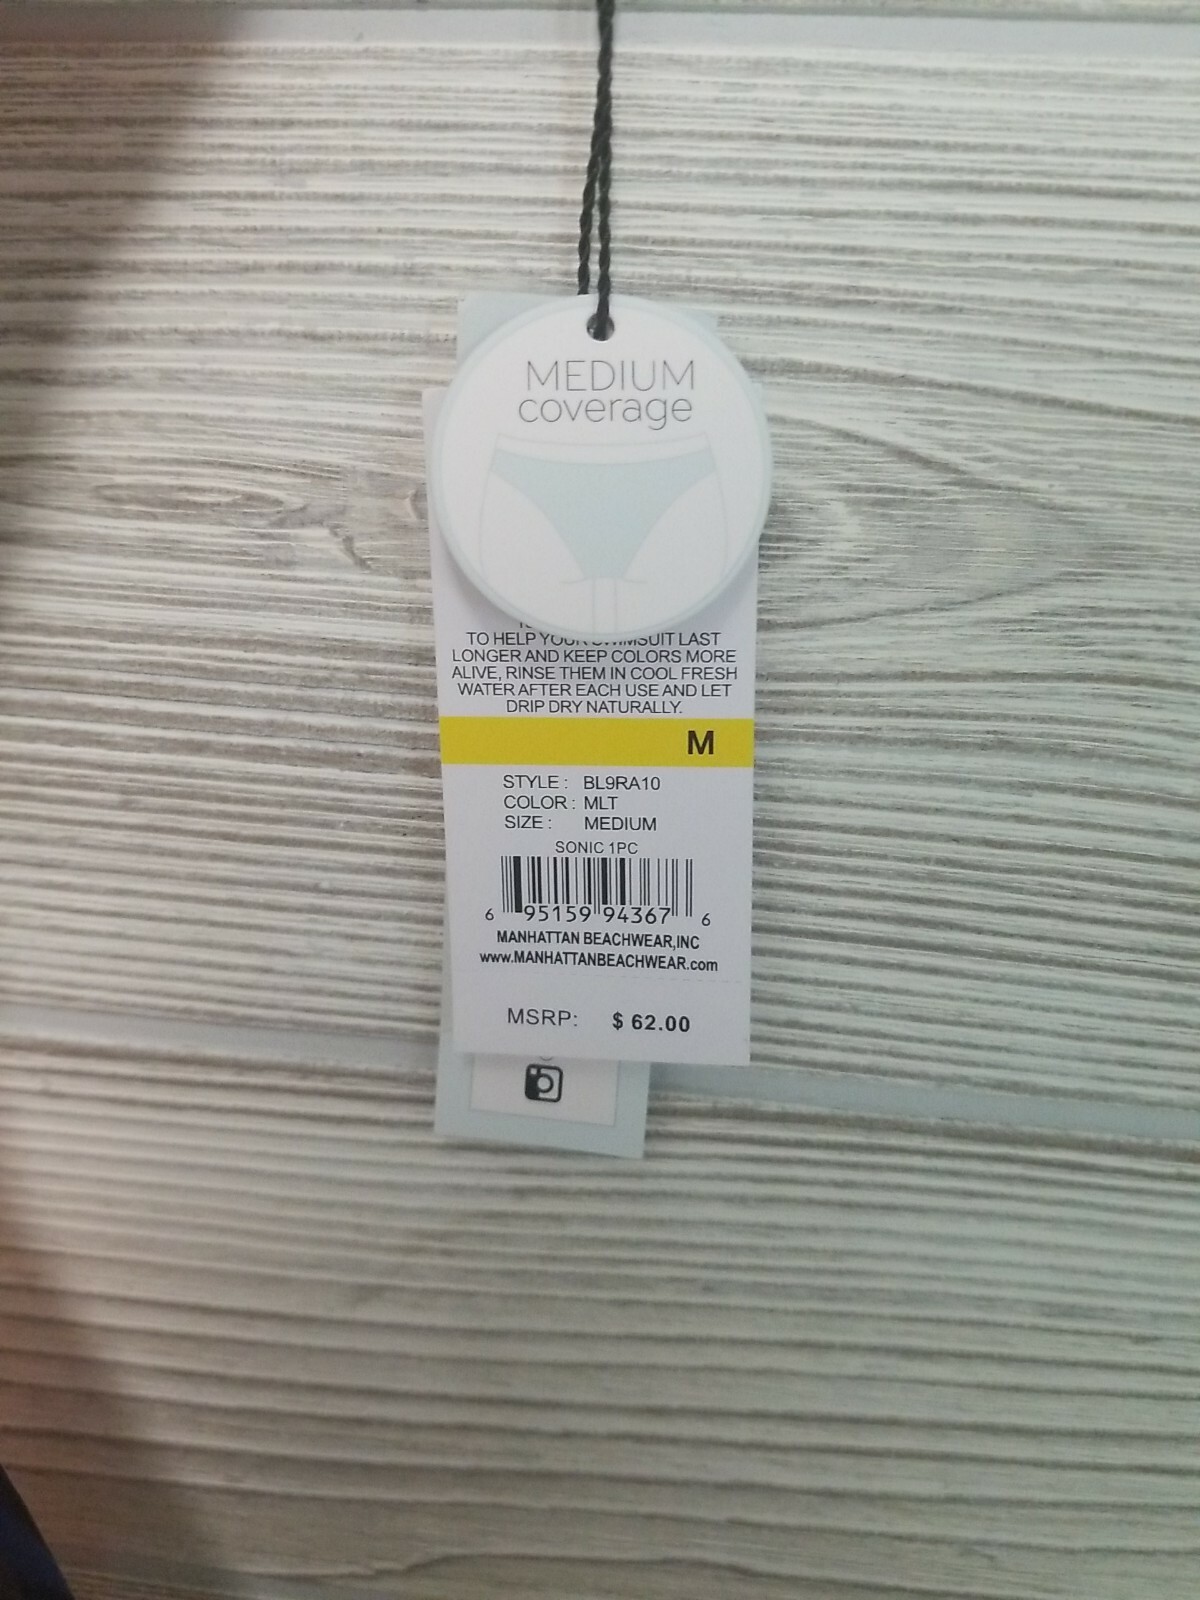 MEDIUM
coverage
TO HELP YOUR SWIMSUIT LAST
LONGER AND KEEP COLORS MORE
ALIVE, RINSE THEM IN COOL FRESH
WATER AFTER EACH USE AND LET
DRIP DRY NATURALLY.
M
STYLE : BL9RA10
COLOR : MLT
SIZE : MEDIUM
SONIC 1PC
6 95159 94367 6
MANHATTAN BEACHWEAR,INC
www.MANHATTANBEACHWEAR.com
MSRP: $ 62.00